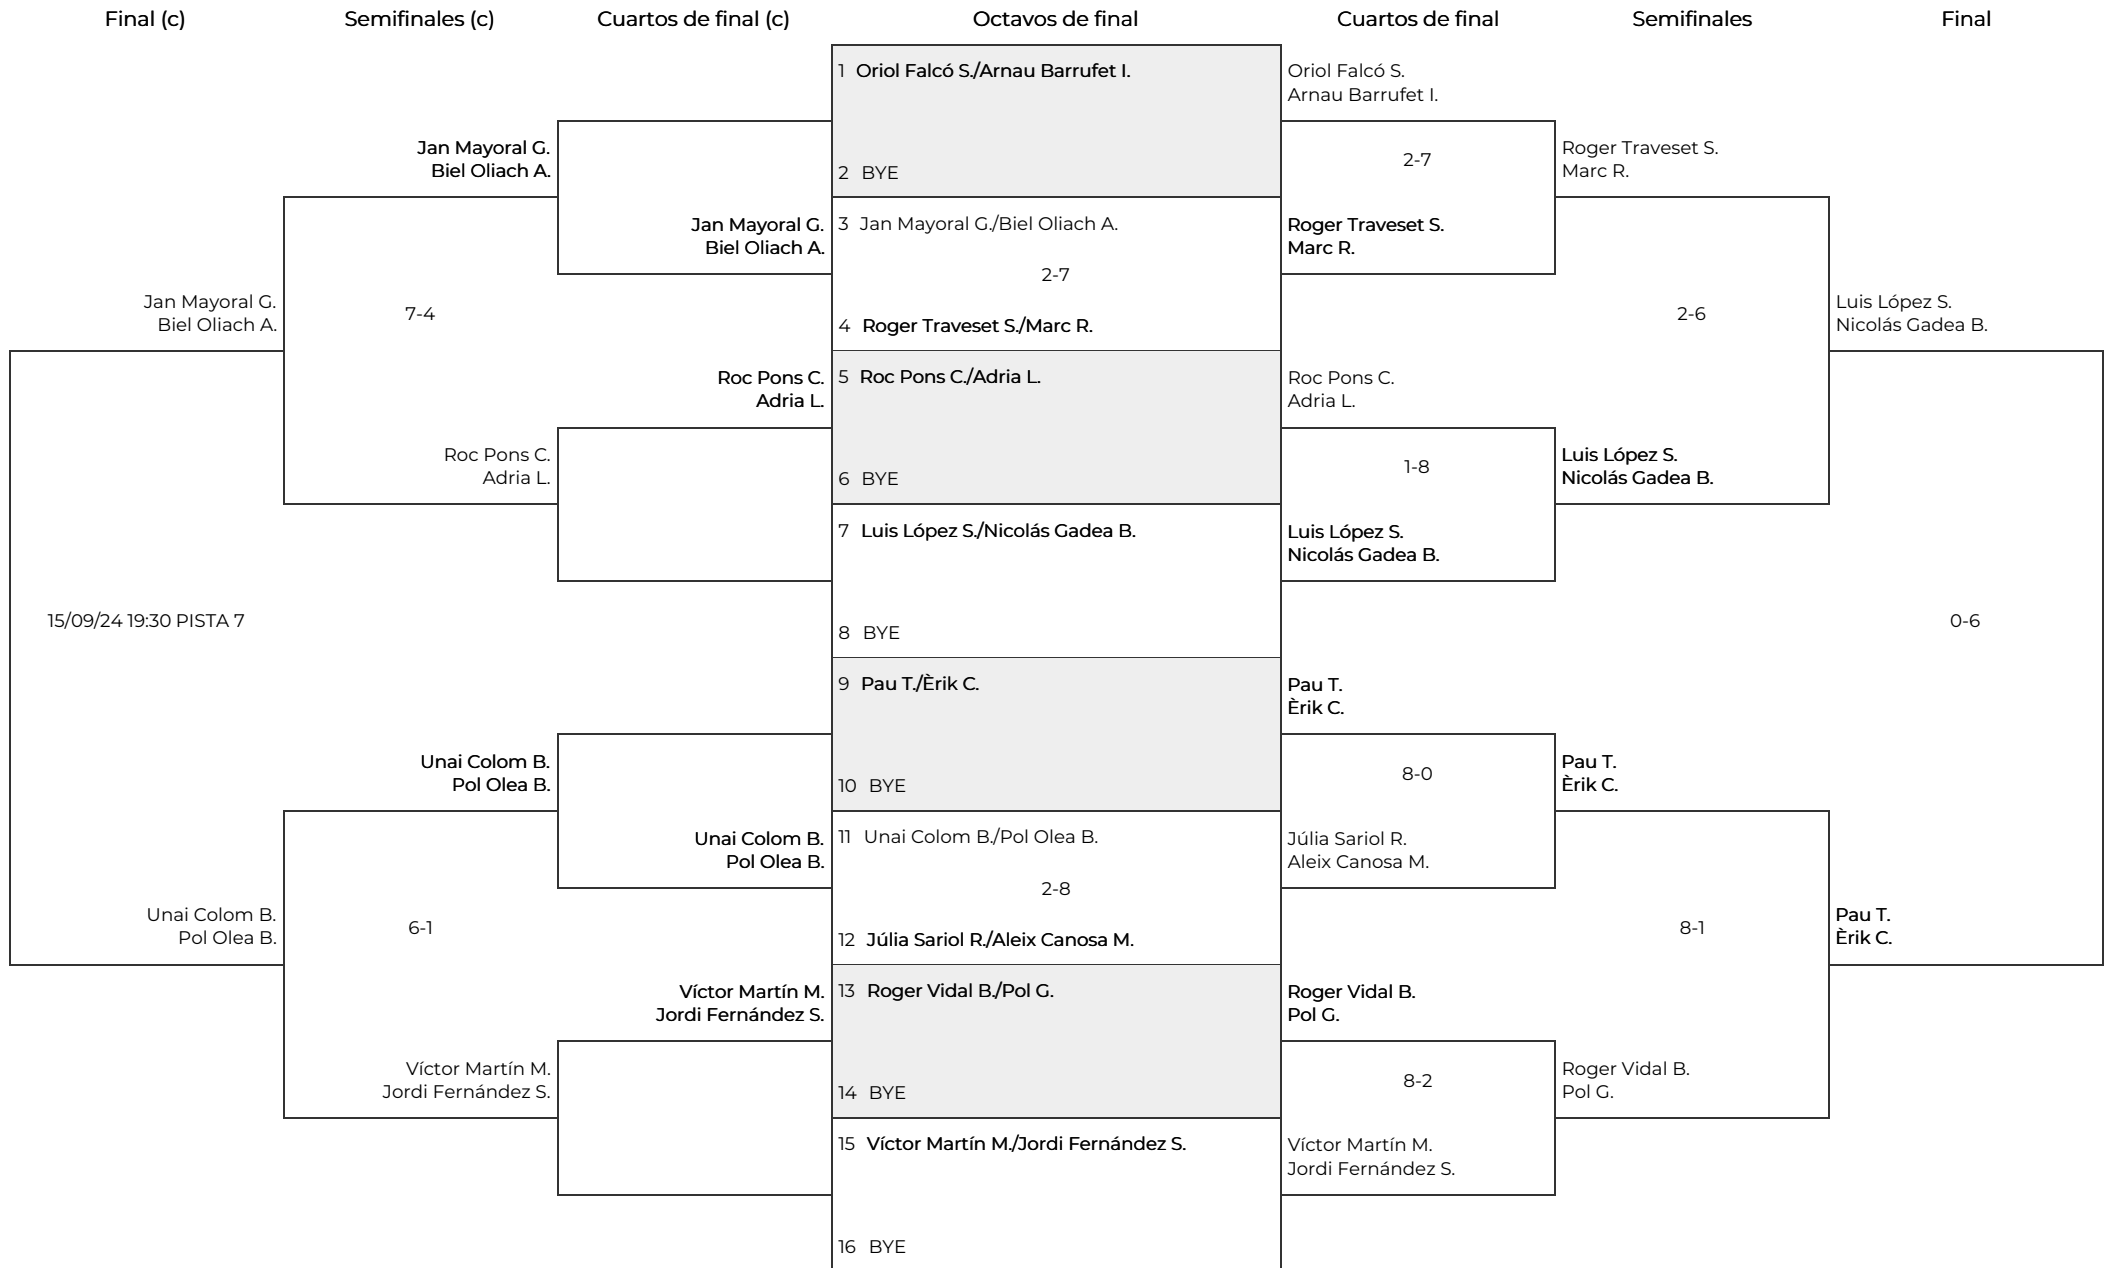 Final (c) Semifinales (c) Cuartos de final (c) Octavos de final Cuartos de final Semifinales Final
1 Oriol Falcó S./Arnau Barrufet I.
Oriol Falcó S.
Arnau Barrufet I.
Jan Mayoral G.
Biel Oliach A.
2-7
Roger Traveset S.
Marc R.
2 BYE
Jan Mayoral G.
Biel Oliach A.
3 Jan Mayoral G./Biel Oliach A.
Roger Traveset S.
Marc R.
2-7
Jan Mayoral G.
Biel Oliach A.
7-4
4 Roger Traveset S./Marc R.
2-6
Luis López S.
Nicolás Gadea B.
Roc Pons C.
Adria L.
5 Roc Pons C./Adria L.
Roc Pons C.
Adria L.
Roc Pons C.
Adria L.
6 BYE
1-8
Luis López S.
Nicolás Gadea B.
7 Luis López S./Nicolás Gadea B.
Luis López S.
Nicolás Gadea B.
15/09/24 19:30 PISTA 7
8 BYE
0-6
9 Pau T./Èrik C.
Pau T.
Èrik C.
Unai Colom B.
Pol Olea B.
10 BYE
8-0
Pau T.
Èrik C.
Unai Colom B.
Pol Olea B.
11 Unai Colom B./Pol Olea B.
Júlia Sariol R.
Aleix Canosa M.
2-8
Unai Colom B.
Pol Olea B.
6-1
12 Júlia Sariol R./Aleix Canosa M.
8-1
Pau T.
Èrik C.
Víctor Martín M.
Jordi Fernández S.
13 Roger Vidal B./Pol G.
Roger Vidal B.
Pol G.
Víctor Martín M.
Jordi Fernández S.
14 BYE
8-2
Roger Vidal B.
Pol G.
15 Víctor Martín M./Jordi Fernández S.
Víctor Martín M.
Jordi Fernández S.
16 BYE